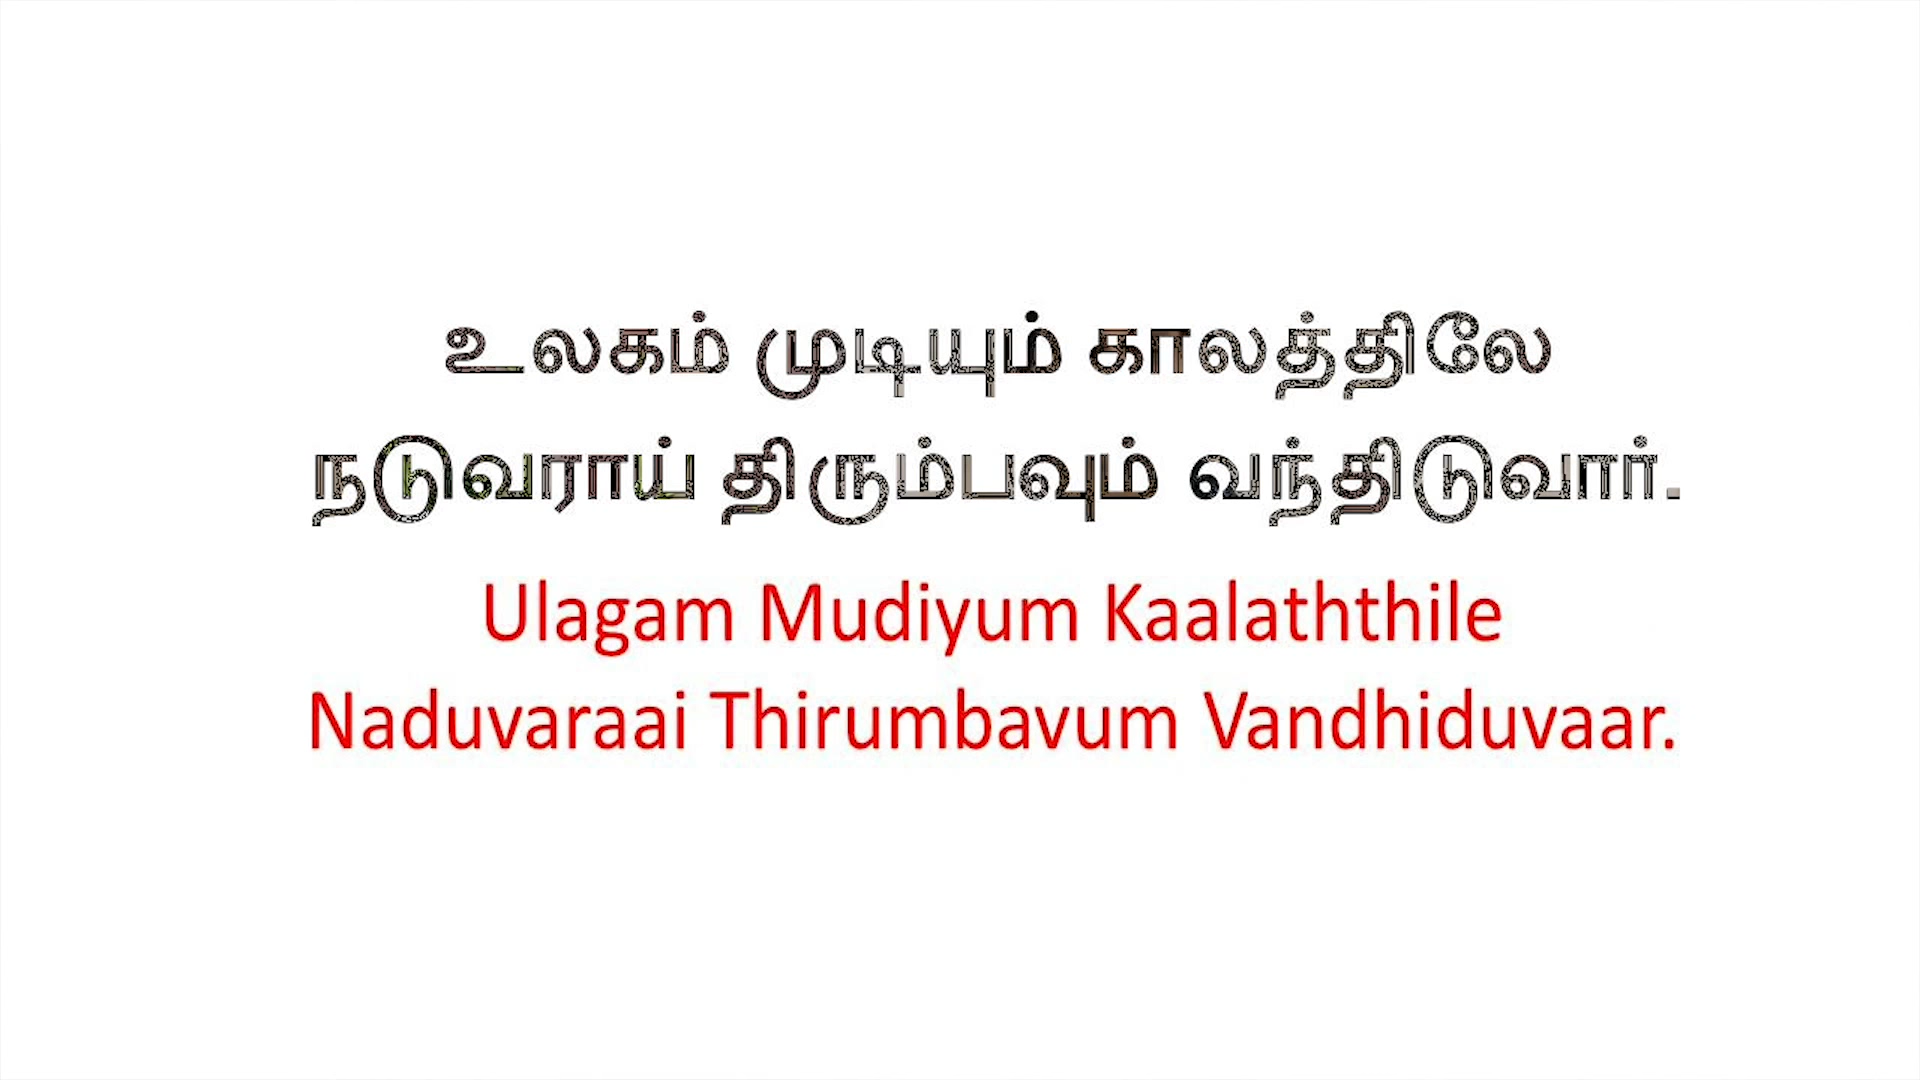 உலகம் முடியும் காலத்திலே
நடுவராய் திரும்பவும் வந்திடுவார்.
Ulagam Mudiyum Kaalaththile
Naduvaraai Thirumbavum Vandhiduvaar.